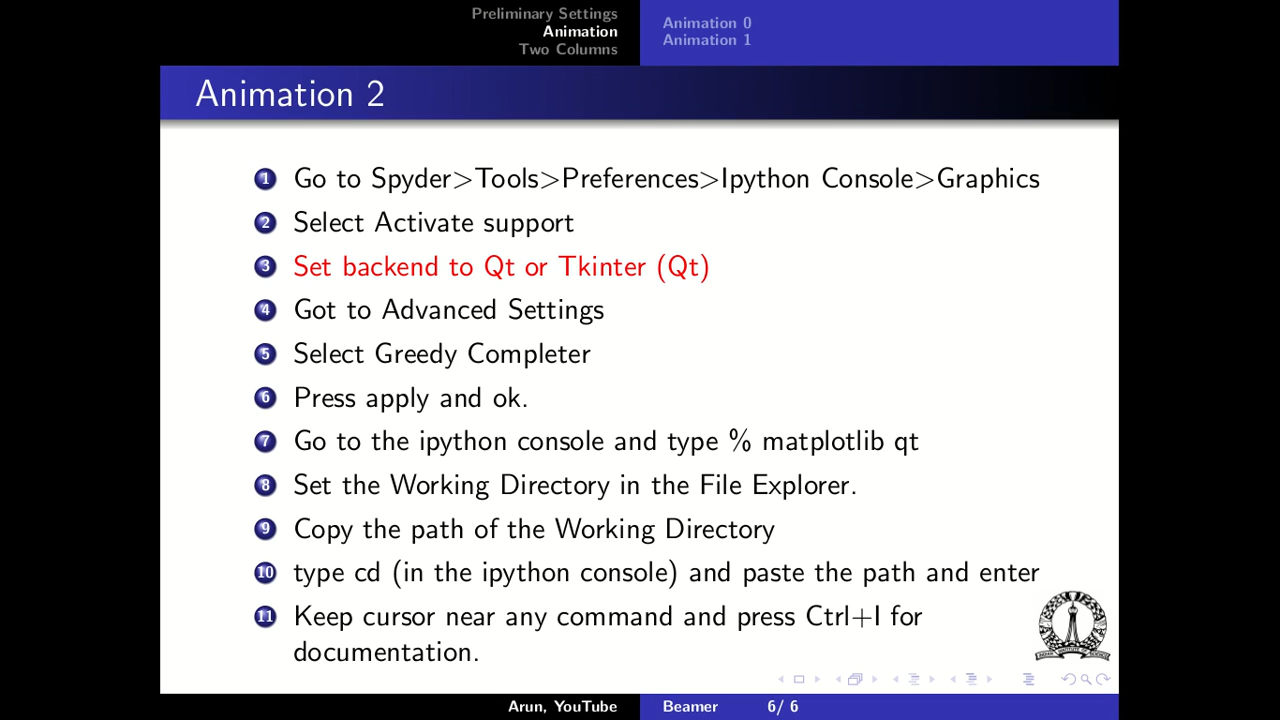 Preliminary Settings
Animation
Two Columns
Animation 0
Animation 1
Animation 2
1 Go to Spyder>Tools>Preferences>Ipython Console>Graphics
2 Select Activate support
3 Set backend to Qt or Tkinter (Qt)
4 Got to Advanced Settings
5 Select Greedy Completer
6 Press apply and ok.
7 Go to the ipython console and type % matplotlib qt
8 Set the Working Directory in the File Explorer.
9 Copy the path of the Working Directory
10 type cd (in the ipython console) and paste the path and enter
11 Keep cursor near any command and press Ctrl+I for
documentation.
Arun, YouTube
Beamer
6/ 6